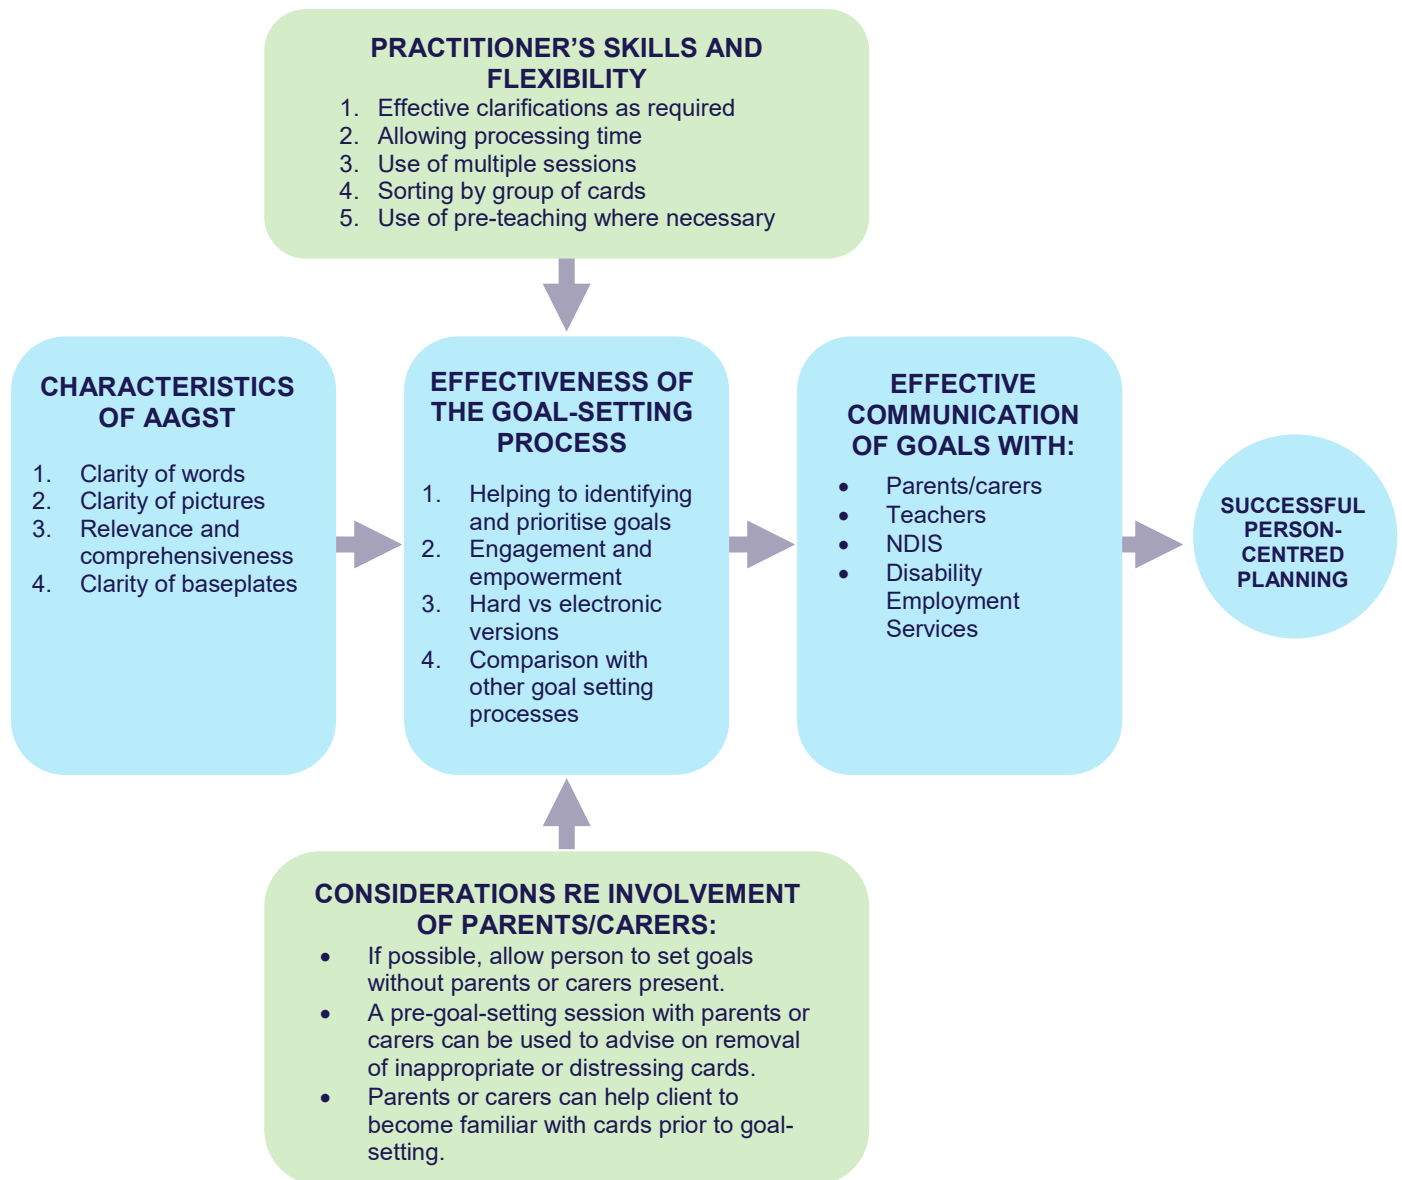 PRACTITIONER’S SKILLS AND
FLEXIBILITY
1. Effective clarifications as required
2. Allowing processing time
3. Use of multiple sessions
4. Sorting by group of cards
5. Use of pre-teaching where necessary
CHARACTERISTICS
OF AAGST
1. Clarity of words
2. Clarity of pictures
3. Relevance and
comprehensiveness
4. Clarity of baseplates
EFFECTIVENESS OF
THE GOAL-SETTING
PROCESS
1. Helping to identifying
and prioritise goals
2. Engagement and
empowerment
3. Hard vs electronic
versions
4. Comparison with
other goal setting
processes
EFFECTIVE
COMMUNICATION
OF GOALS WITH:
• Parents/carers
• Teachers
• NDIS
• Disability
Employment
Services
SUCCESSFUL
PERSON-
CENTRED
PLANNING
CONSIDERATIONS RE INVOLVEMENT
OF PARENTS/CARERS:
• If possible, allow person to set goals
without parents or carers present.
• A pre-goal-setting session with parents or
carers can be used to advise on removal
of inappropriate or distressing cards.
• Parents or carers can help client to
become familiar with cards prior to goal-
setting.